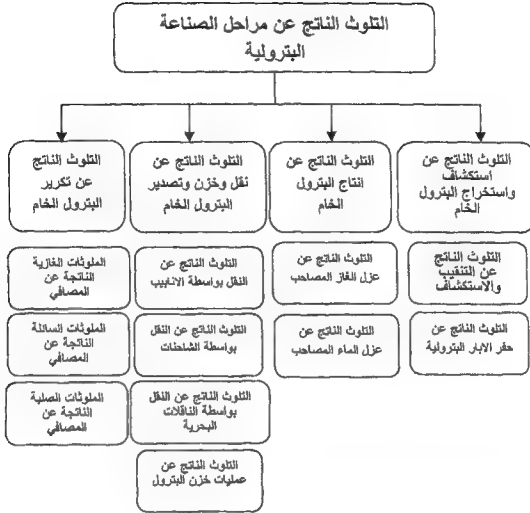 التلوث الناتج عن مراحل الصناعة
البترولية
التلوث الناتج عن
استكشاف
واستخراج البترول
الخام
التلوث الناتج
عن التنقيب
والاستكشاف
التلوث الناتج عن
حفر الابار البترولية
التلوث الناتج عن
انتاج البترول
الخام
التلوث الناتج عن
عزل الغاز المصاحب
التلوث الناتج عن
عزل الماء المصاحب
التلوث الناتج عن
نقل وخزن وتصدير
البترول الخام
التلوث الناتج عن
النقل بواسطة الانابيب
التلوث الناتج عن النقل
بواسطة الشاحنات
التلوث الناتج عن النقل
بواسطة الناقلات
البحرية
التلوث الناتج عن
عمليات خزن البترول
التلوث الناتج
عن تكرير
البترول الخام
الملوثات الغازية
الناتجة عن
المصافي
الملوثات السائلة
الناتجة عن
المصافي
الملوثات الصلبة
الناتجة عن
المصافي